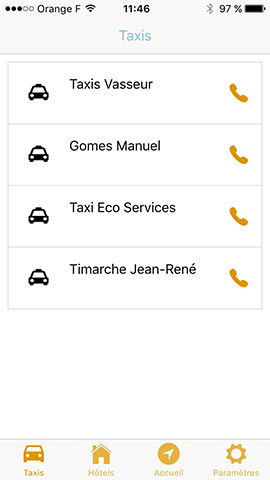 Orange F 11:46 97 %
Taxis
Taxis Vasseur
Gomes Manuel
Taxi Eco Services
Timarche Jean-René
Taxis Hôtels Accueil Paramètres